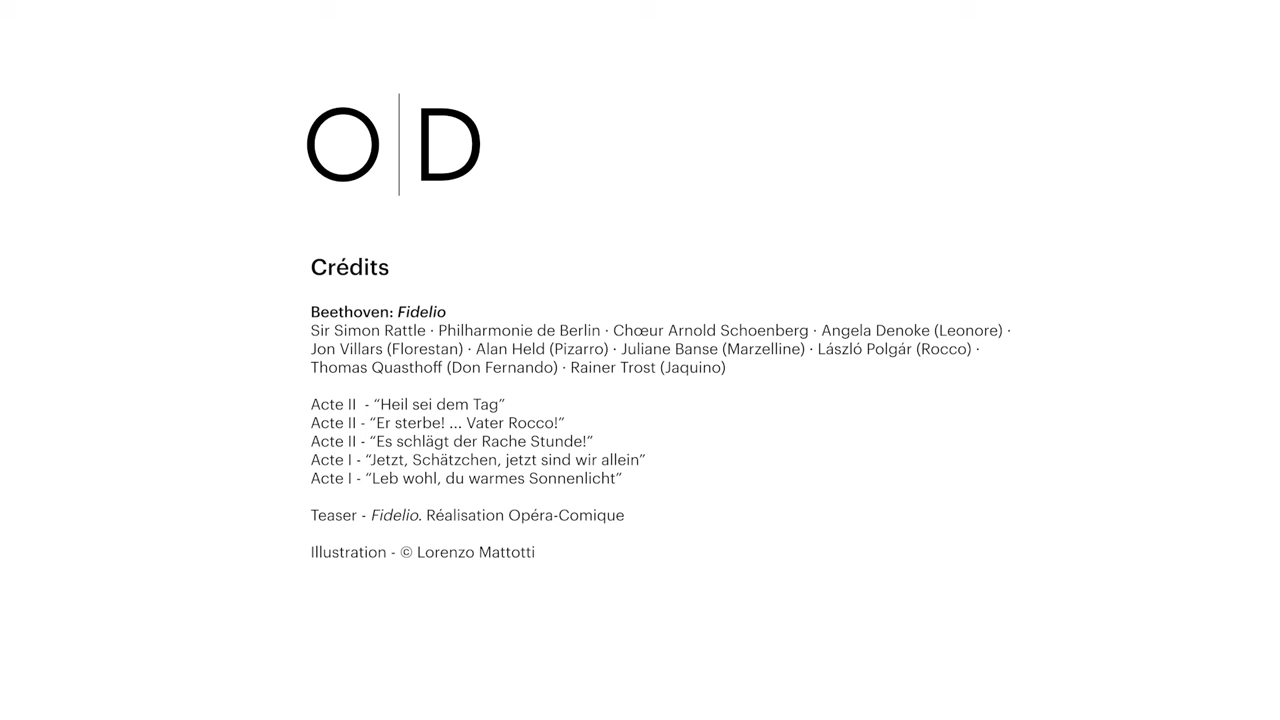 O|D
Crédits
Beethoven: Fidelio
Sir Simon Rattle · Philharmonie de Berlin · Chœur Arnold Schoenberg · Angela Denoke (Leonore) ·
Jon Villars (Florestan) · Alan Held (Pizarro) · Juliane Banse (Marzelline) · László Polgár (Rocco) ·
Thomas Quasthoff (Don Fernando) · Rainer Trost (Jaquino)
Acte II  - “Heil sei dem Tag”
Acte II - “Er sterbe! ... Vater Rocco!”
Acte II - “Es schlägt der Rache Stunde!”
Acte I - “Jetzt, Schätzchen, jetzt sind wir allein”
Acte I - “Leb wohl, du warmes Sonnenlicht”
Teaser - Fidelio. Réalisation Opéra-Comique
Illustration - © Lorenzo Mattotti